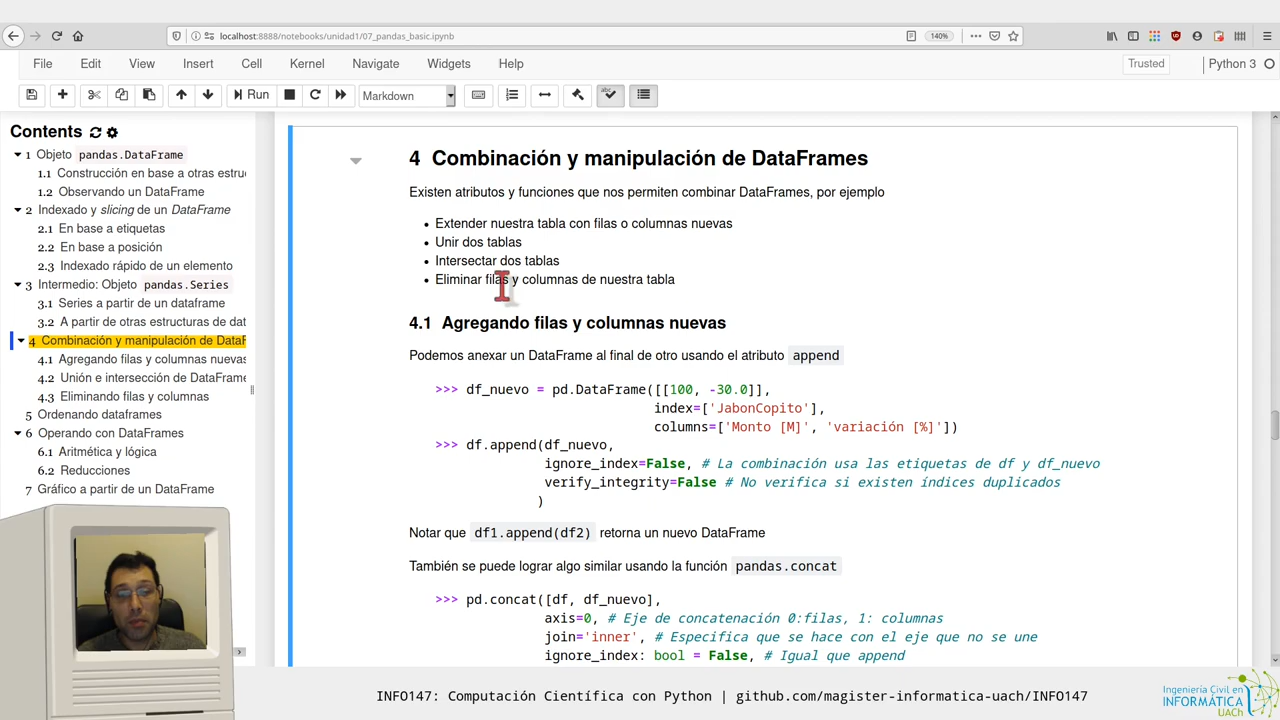 localhost:8888/notebooks/unidad1/07_pandas_basic.ipynb
140%
File Edit View Insert Cell Kernel Navigate Widgets Help
Trusted
Python 3
Run
Markdown
Contents
1 Objeto pandas.DataFrame
1.1 Construcción en base a otras estru
1.2 Observando un DataFrame
2 Indexado y slicing de un DataFrame
2.1 En base a etiquetas
2.2 En base a posición
2.3 Indexado rápido de un elemento
3 Intermedio: Objeto pandas.Series
3.1 Series a partir de un dataframe
3.2 A partir de otras estructuras de dat
4 Combinación y manipulación de DataF
4.1 Agregando filas y columnas nuevas
4.2 Unión e intersección de DataFrame
4.3 Eliminando filas y columnas
5 Ordenando dataframes
6 Operando con DataFrames
6.1 Aritmética y lógica
6.2 Reducciones
7 Gráfico a partir de un DataFrame
4 Combinación y manipulación de DataFrames
Existen atributos y funciones que nos permiten combinar DataFrames, por ejemplo
• Extender nuestra tabla con filas o columnas nuevas
• Unir dos tablas
• Intersectar dos tablas
• Eliminar filas y columnas de nuestra tabla
4.1 Agregando filas y columnas nuevas
Podemos anexar un DataFrame al final de otro usando el atributo append
>>> df_nuevo = pd.DataFrame([[100, -30.0]],
index=['JabonCopito'],
columns=['Monto [M]', 'variación [%]'])
>>> df.append(df_nuevo,
ignore_index=False, # La combinación usa las etiquetas de df y df_nuevo
verify_integrity=False # No verifica si existen índices duplicados
)
Notar que df1.append(df2) retorna un nuevo DataFrame
También se puede lograr algo similar usando la función pandas.concat
>>> pd.concat([df, df_nuevo],
axis=0, # Eje de concatenación 0:filas, 1: columnas
join='inner', # Especifica que se hace con el eje que no se une
ignore_index: bool = False, # Igual que append
INFO147: Computación Científica con Python | github.com/magister-informatica-uach/INFO147
Ingeniería Civil en
INFORMÁTICA
UACh